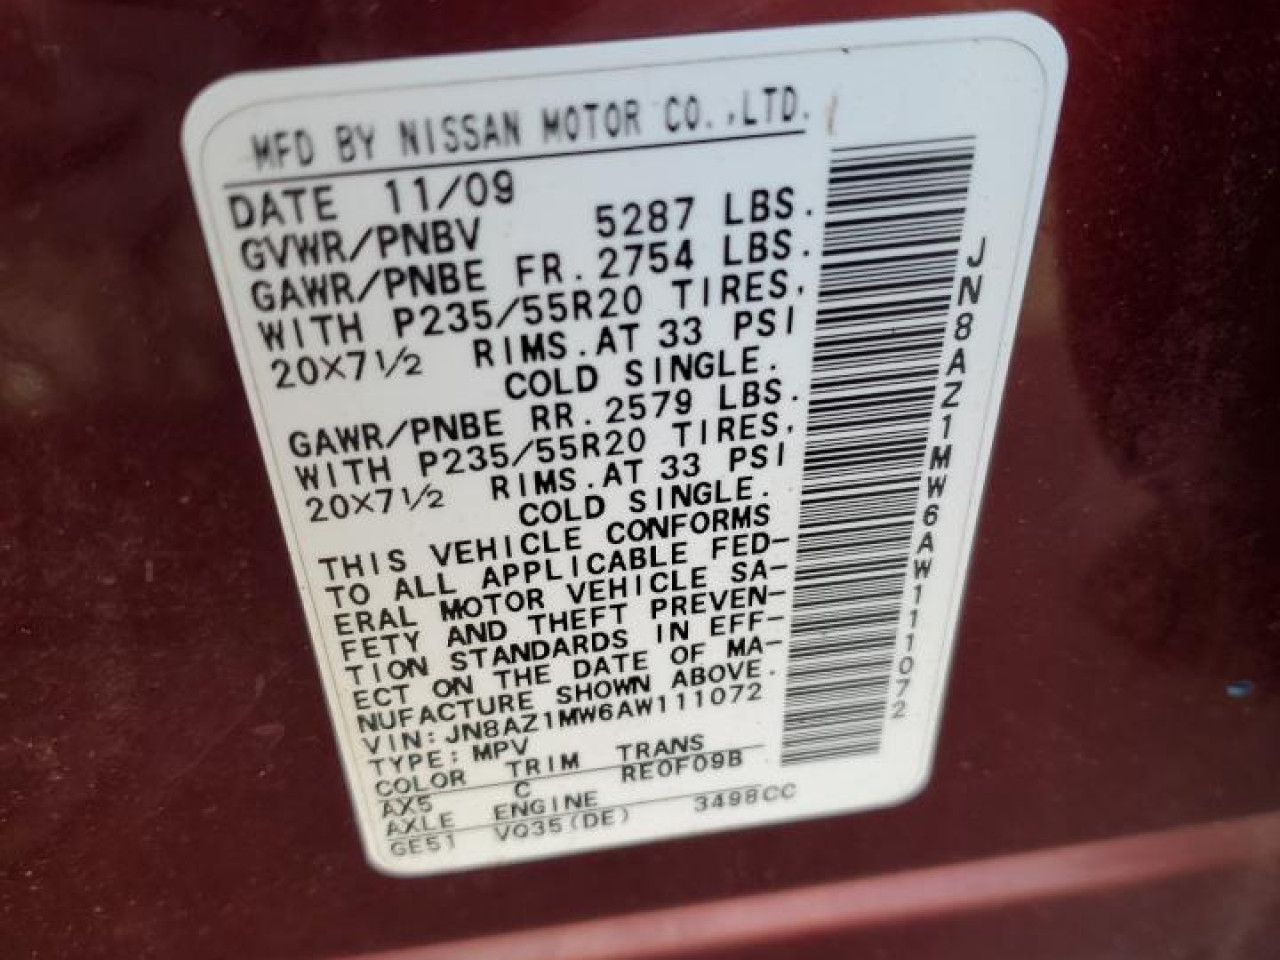 MFD BY NISSAN MOTOR CO.,LTD.
DATE 11/09
GVWR/PNBV 5287 LBS.
GAWR/PNBE FR.2754 LBS.
WITH P235/55R20 TIRES,
20X7 1/2 RIMS.AT 33 PSI
COLD SINGLE.
GAWR/PNBE RR.2579 LBS.
WITH P235/55R20 TIRES,
20X7 1/2 RIMS.AT 33 PSI
COLD SINGLE.
THIS VEHICLE CONFORMS
TO ALL APPLICABLE FED-
ERAL MOTOR VEHICLE SA-
FETY AND THEFT PREVEN-
TION STANDARDS IN EFF-
ECT ON THE DATE OF MA-
NUFACTURE SHOWN ABOVE.
VIN:JN8AZ1MW6AW111072
TYPE:MPV
COLOR TRIM TRANS
AX5 C RE0F09B
AXLE ENGINE
GE51 VQ35(DE) 3498CC
JN8AZ1MW6AW111072